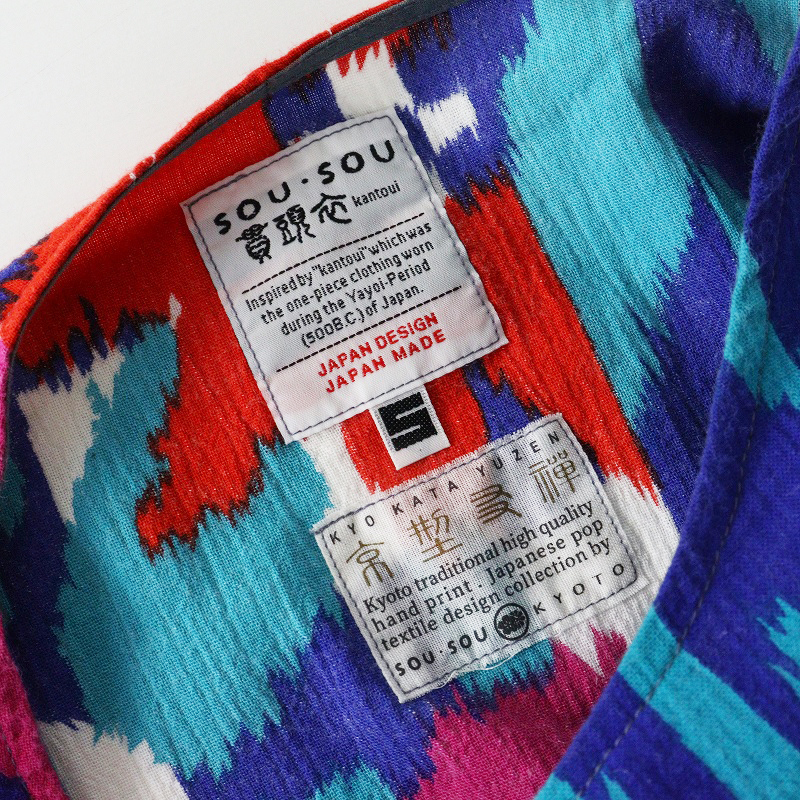 SOU・SOU
貫頭衣 kantoui
Inspired by "kantoui" which was
the one-piece clothing worn
during the Yayoi-Period
(500B.C.) of Japan.
JAPAN DESIGN
JAPAN MADE
S
KYO KATA YUZEN
京型友禅
Kyoto traditional high quality
hand print - Japanese pop
textile design collection by
SOU・SOU KYOTO